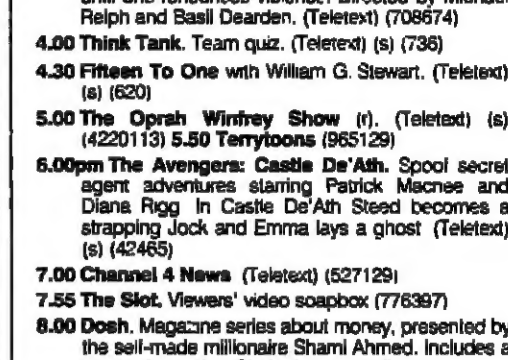 Relph and Basil Dearden. (Teletext) (708674)
4.00 Think Tank. Team quiz. (Teletext) (s) (736)
4.30 Fifteen To One with William G. Stewart. (Teletext)
(s) (620)
5.00 The Oprah Winfrey Show (r). (Teletext) (s)
(4220113) 5.50 Terrytoons (965129)
6.00pm The Avengers: Castle De'Ath. Spoof secret
agent adventures starring Patrick Macnee and
Diana Rigg In Castle De'Ath Steed becomes a
strapping Jock and Emma lays a ghost (Teletext)
(s) (42465)
7.00 Channel 4 News (Teletext) (527129)
7.55 The Slot. Viewers' video soapbox (776397)
8.00 Dosh. Magazine series about money, presented by
the self-made millionaire Shami Ahmed. Includes a